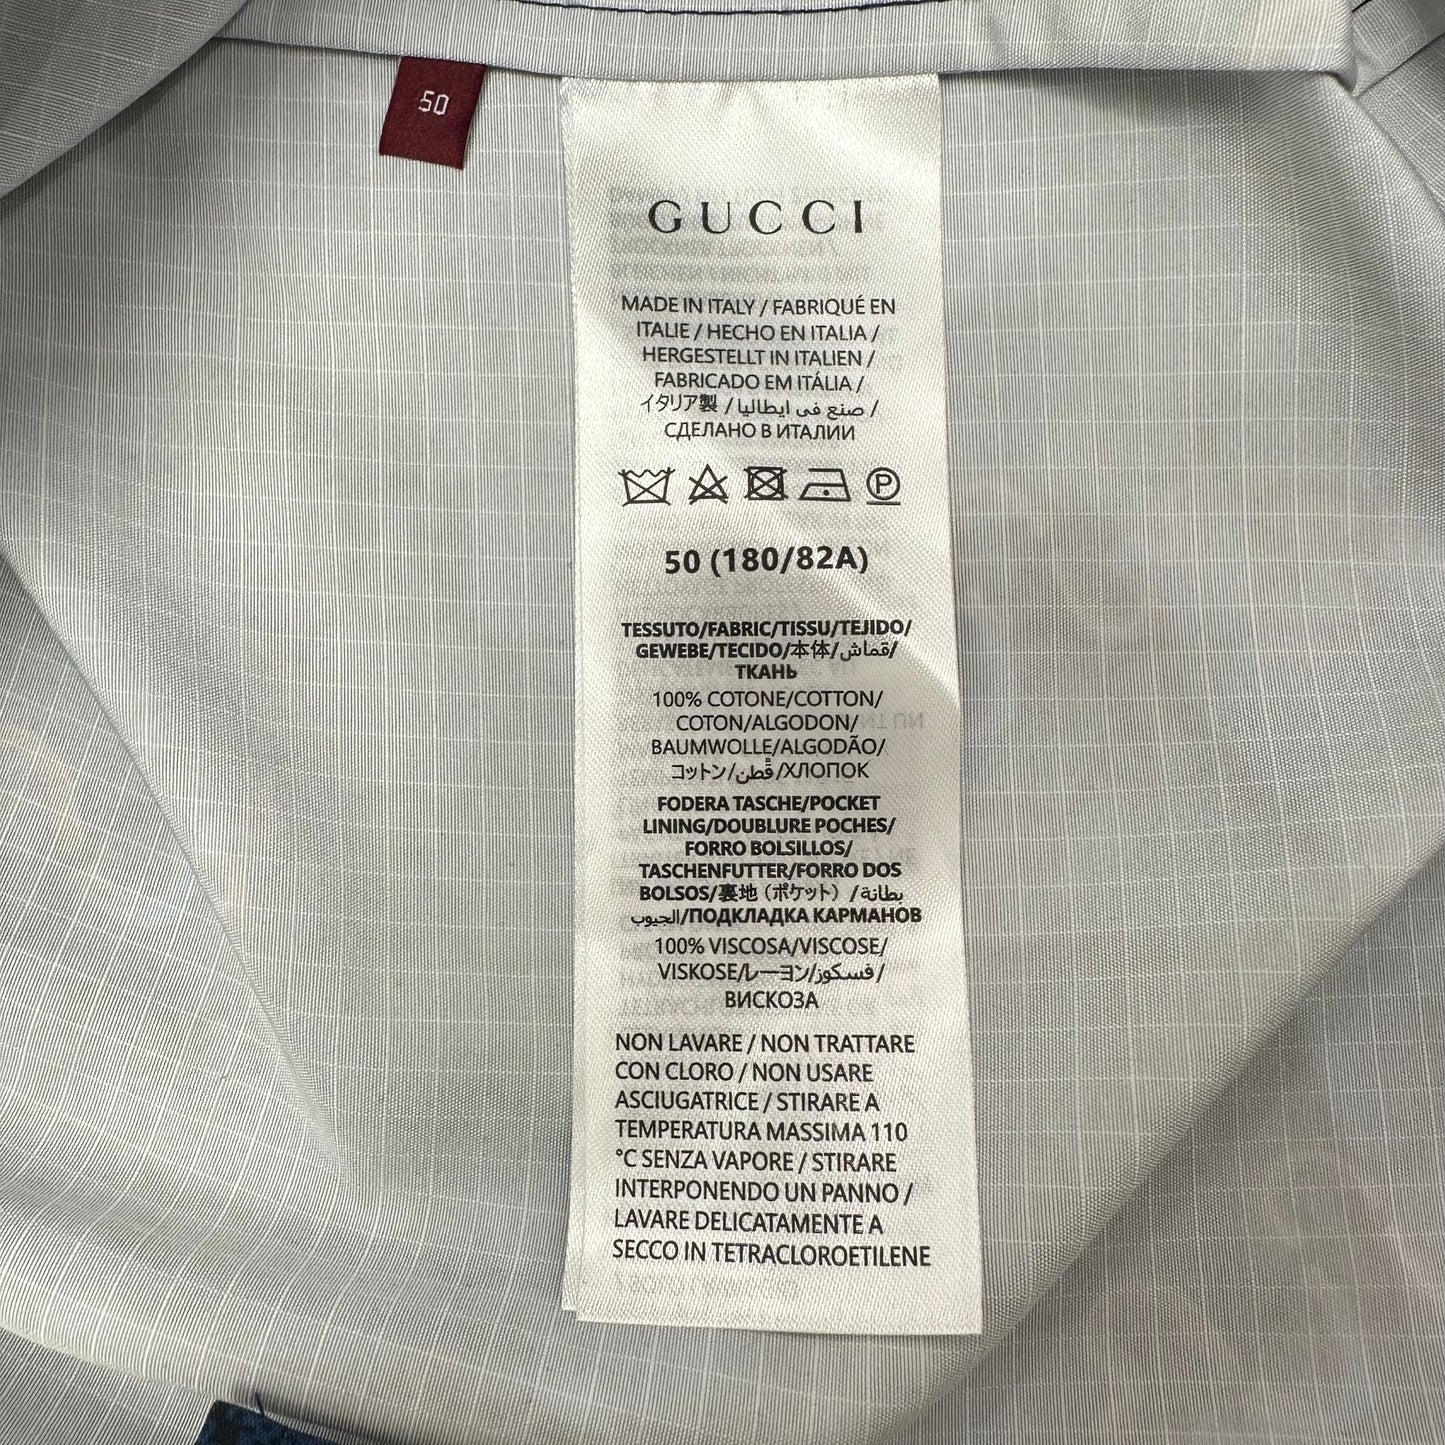 50
GUCCI
MADE IN ITALY / FABRIQUÉ EN
ITALIE / HECHO EN ITALIA /
HERGESTELLT IN ITALIEN /
FABRICADO EM ITÁLIA /
イタリア製 / صنع في ايطاليا /
СДЕЛАНО В ИТАЛИИ
P
50 (180/82A)
TESSUTO/FABRIC/TISSU/TEJIDO/
GEWEBE/TECIDO/本体/قماش/
ТКАНЬ
100% COTONE/COTTON/
COTON/ALGODON/
BAUMWOLLE/ALGODÃO/
コットン/قُطن/ХЛОПОК
FODERA TASCHE/POCKET
LINING/DOUBLURE POCHES/
FORRO BOLSILLOS/
TASCHENFUTTER/FORRO DOS
BOLSOS/裏地（ポケット）/بطانة
الجيوب/ПОДКЛАДКА КАРМАНОВ
100% VISCOSA/VISCOSE/
VISKOSE/レーヨン/فسكوز/
ВИСКОЗА
NON LAVARE / NON TRATTARE
CON CLORO / NON USARE
ASCIUGATRICE / STIRARE A
TEMPERATURA MASSIMA 110
°C SENZA VAPORE / STIRARE
INTERPONENDO UN PANNO /
LAVARE DELICATAMENTE A
SECCO IN TETRACLOROETILENE